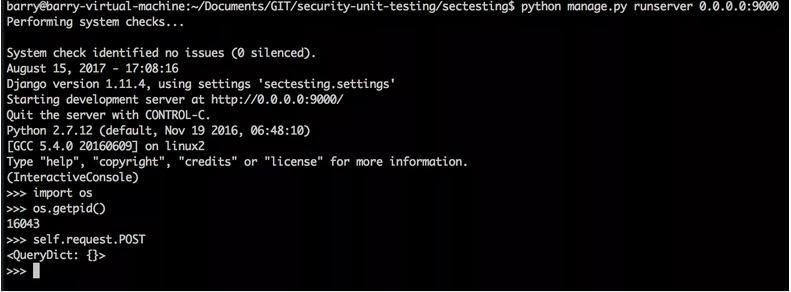 barry@barry-virtual-machine:~/Documents/GIT/security-unit-testing/sectesting$ python manage.py runserver 0.0.0.0:9000
Performing system checks...
System check identified no issues (0 silenced).
August 15, 2017 - 17:08:16
Django version 1.11.4, using settings 'sectesting.settings'
Starting development server at http://0.0.0.0:9000/
Quit the server with CONTROL-C.
Python 2.7.12 (default, Nov 19 2016, 06:48:10)
[GCC 5.4.0 20160609] on linux2
Type "help", "copyright", "credits" or "license" for more information.
(InteractiveConsole)
>>> import os
>>> os.getpid()
16043
>>> self.request.POST
<QueryDict: {}>
>>>